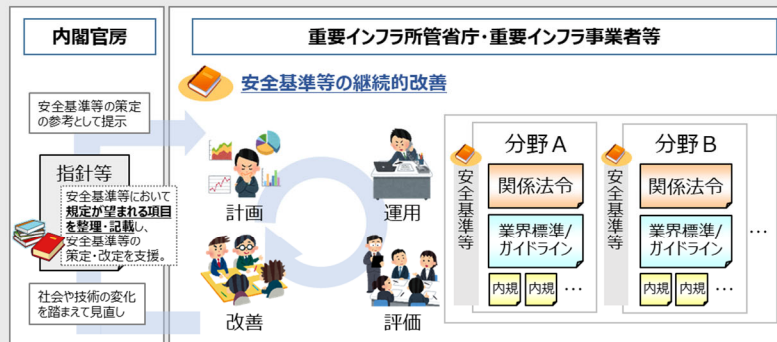 内閣官房
重要インフラ所管省庁・重要インフラ事業者等
安全基準等の継続的改善
安全基準等の策定
の参考として提示
指針等
安全基準等において
規定が望まれる項目
を整理・記載し、
安全基準等の
策定・改定を支援。
社会や技術の変化
を踏まえて見直し
計画
運用
改善
評価
安全基準等
分野A
関係法令
業界標準/
ガイドライン
内規
内規
…
安全基準等
分野B
関係法令
業界標準/
ガイドライン
内規
内規
…
…